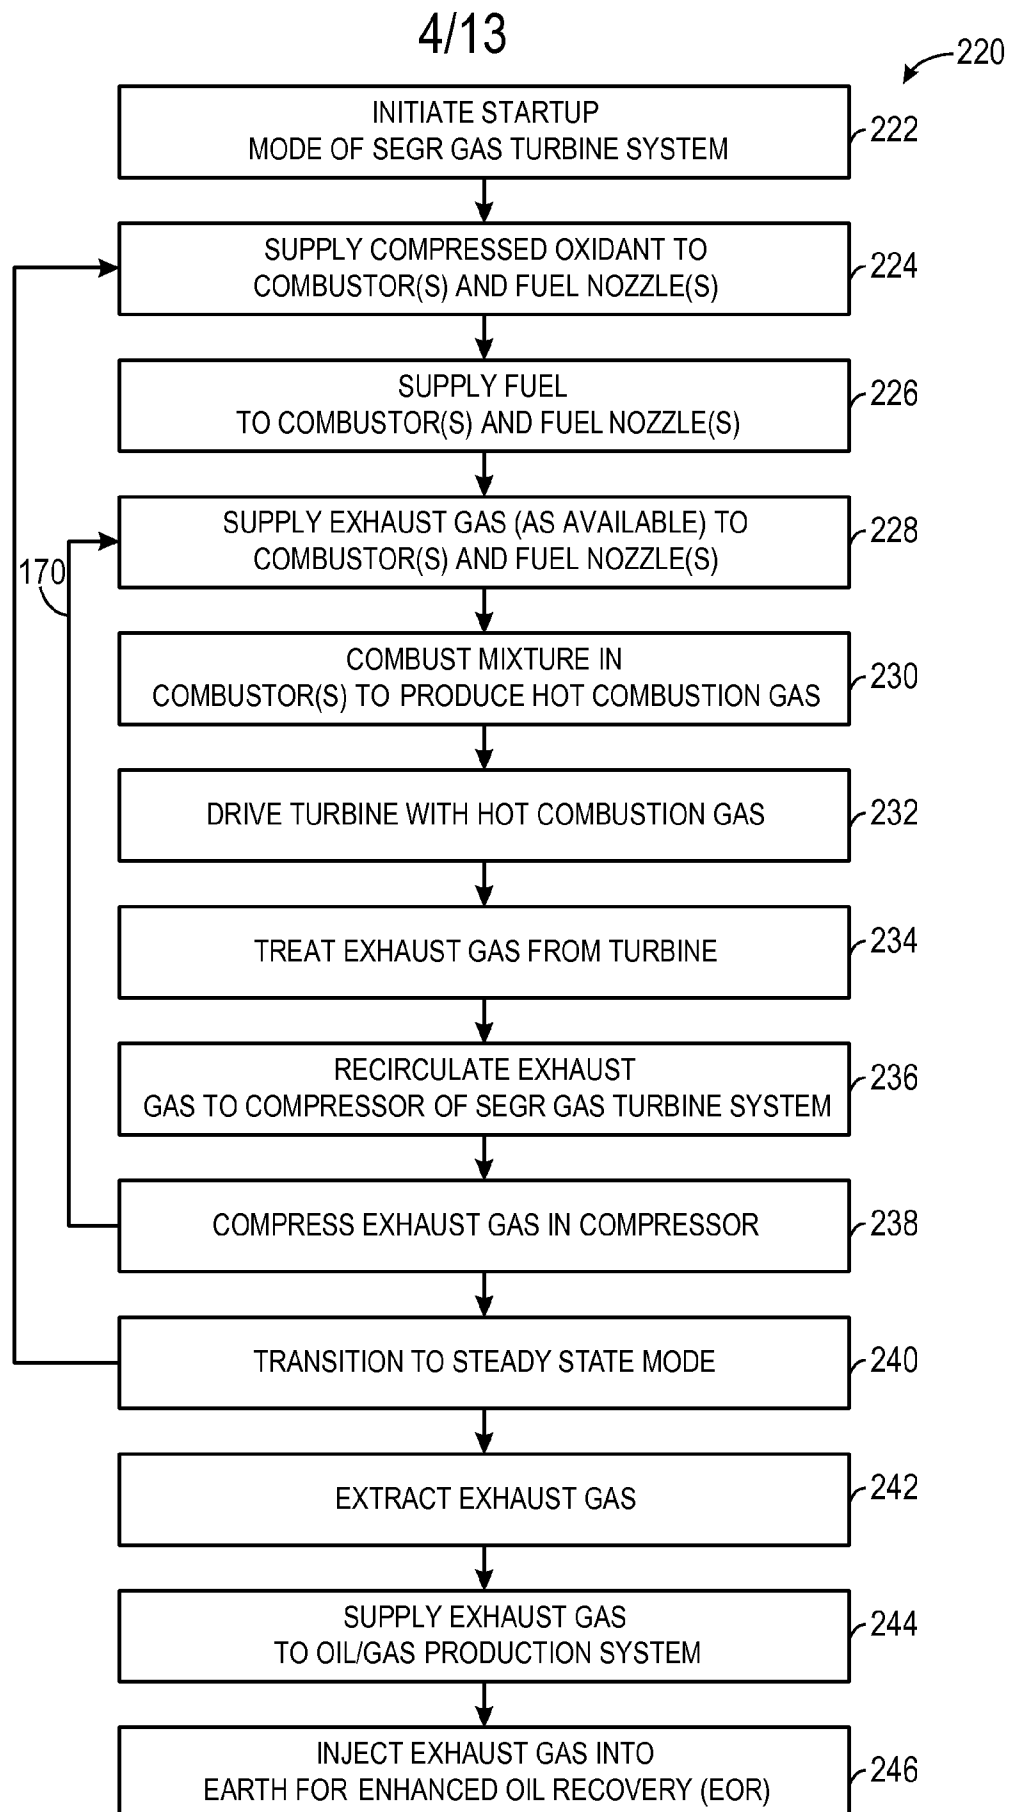 4/13
220
INITIATE STARTUP
MODE OF SEGR GAS TURBINE SYSTEM
222
SUPPLY COMPRESSED OXIDANT TO
COMBUSTOR(S) AND FUEL NOZZLE(S)
224
SUPPLY FUEL
TO COMBUSTOR(S) AND FUEL NOZZLE(S)
226
SUPPLY EXHAUST GAS (AS AVAILABLE) TO
COMBUSTOR(S) AND FUEL NOZZLE(S)
228
170
COMBUST MIXTURE IN
COMBUSTOR(S) TO PRODUCE HOT COMBUSTION GAS
230
DRIVE TURBINE WITH HOT COMBUSTION GAS
232
TREAT EXHAUST GAS FROM TURBINE
234
RECIRCULATE EXHAUST
GAS TO COMPRESSOR OF SEGR GAS TURBINE SYSTEM
236
COMPRESS EXHAUST GAS IN COMPRESSOR
238
TRANSITION TO STEADY STATE MODE
240
EXTRACT EXHAUST GAS
242
SUPPLY EXHAUST GAS
TO OIL/GAS PRODUCTION SYSTEM
244
INJECT EXHAUST GAS INTO
EARTH FOR ENHANCED OIL RECOVERY (EOR)
246